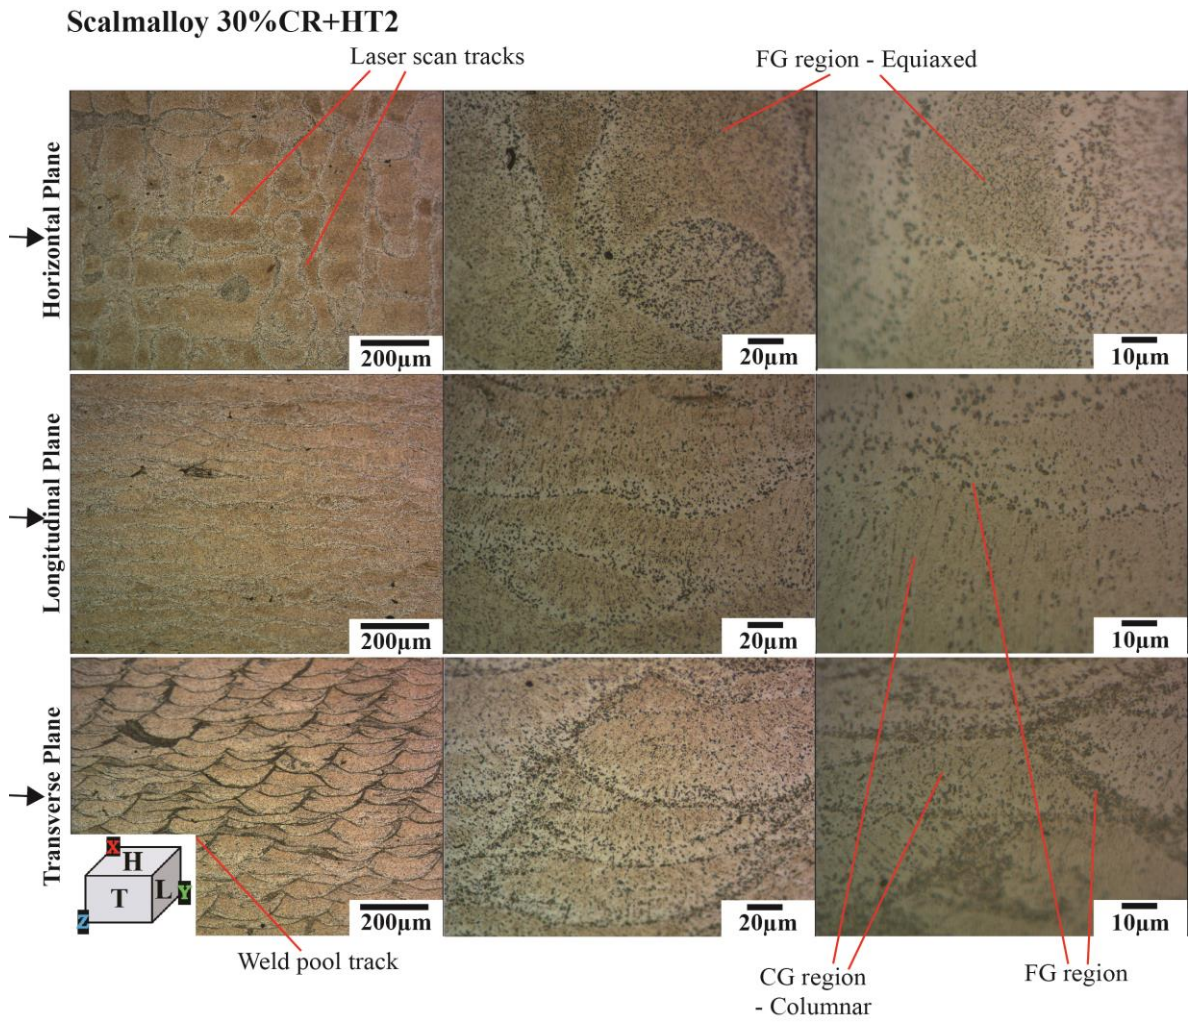 Scalmalloy 30%CR+HT2
Laser scan tracks
FG region - Equiaxed
Horizontal Plane
200µm
20µm
10µm
Longitudinal Plane
200µm
20µm
10µm
Transverse Plane
X
H
T
L
Y
Z
200µm
20µm
10µm
Weld pool track
CG region
- Columnar
FG region